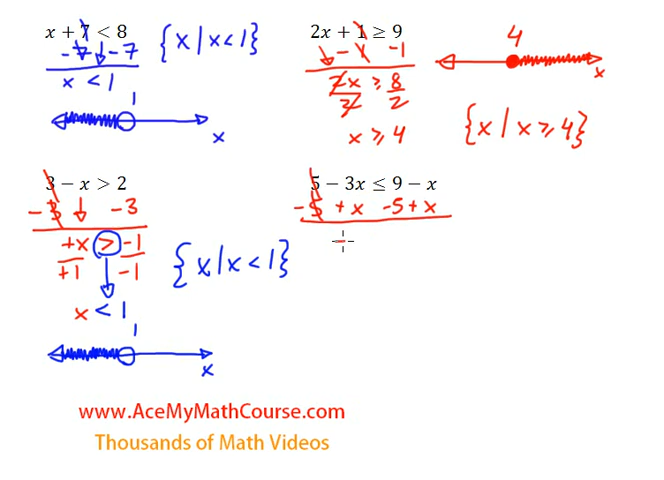 x + 7 < 8
- 7 ↓ - 7
x < 1
{x | x < 1}
1
x
2x + 1 ≥ 9
↓ - 1 -1
2x ≥ 8
2 2
x ≥ 4
4
x
{x | x ≥ 4}
3 − x > 2
- 3 ↓ - 3
+x > -1
+1 -1
x < 1
{x | x < 1}
1
x
5 − 3x ≤ 9 − x
- 5 + x - 5 + x
-
www.AceMyMathCourse.com
Thousands of Math Videos